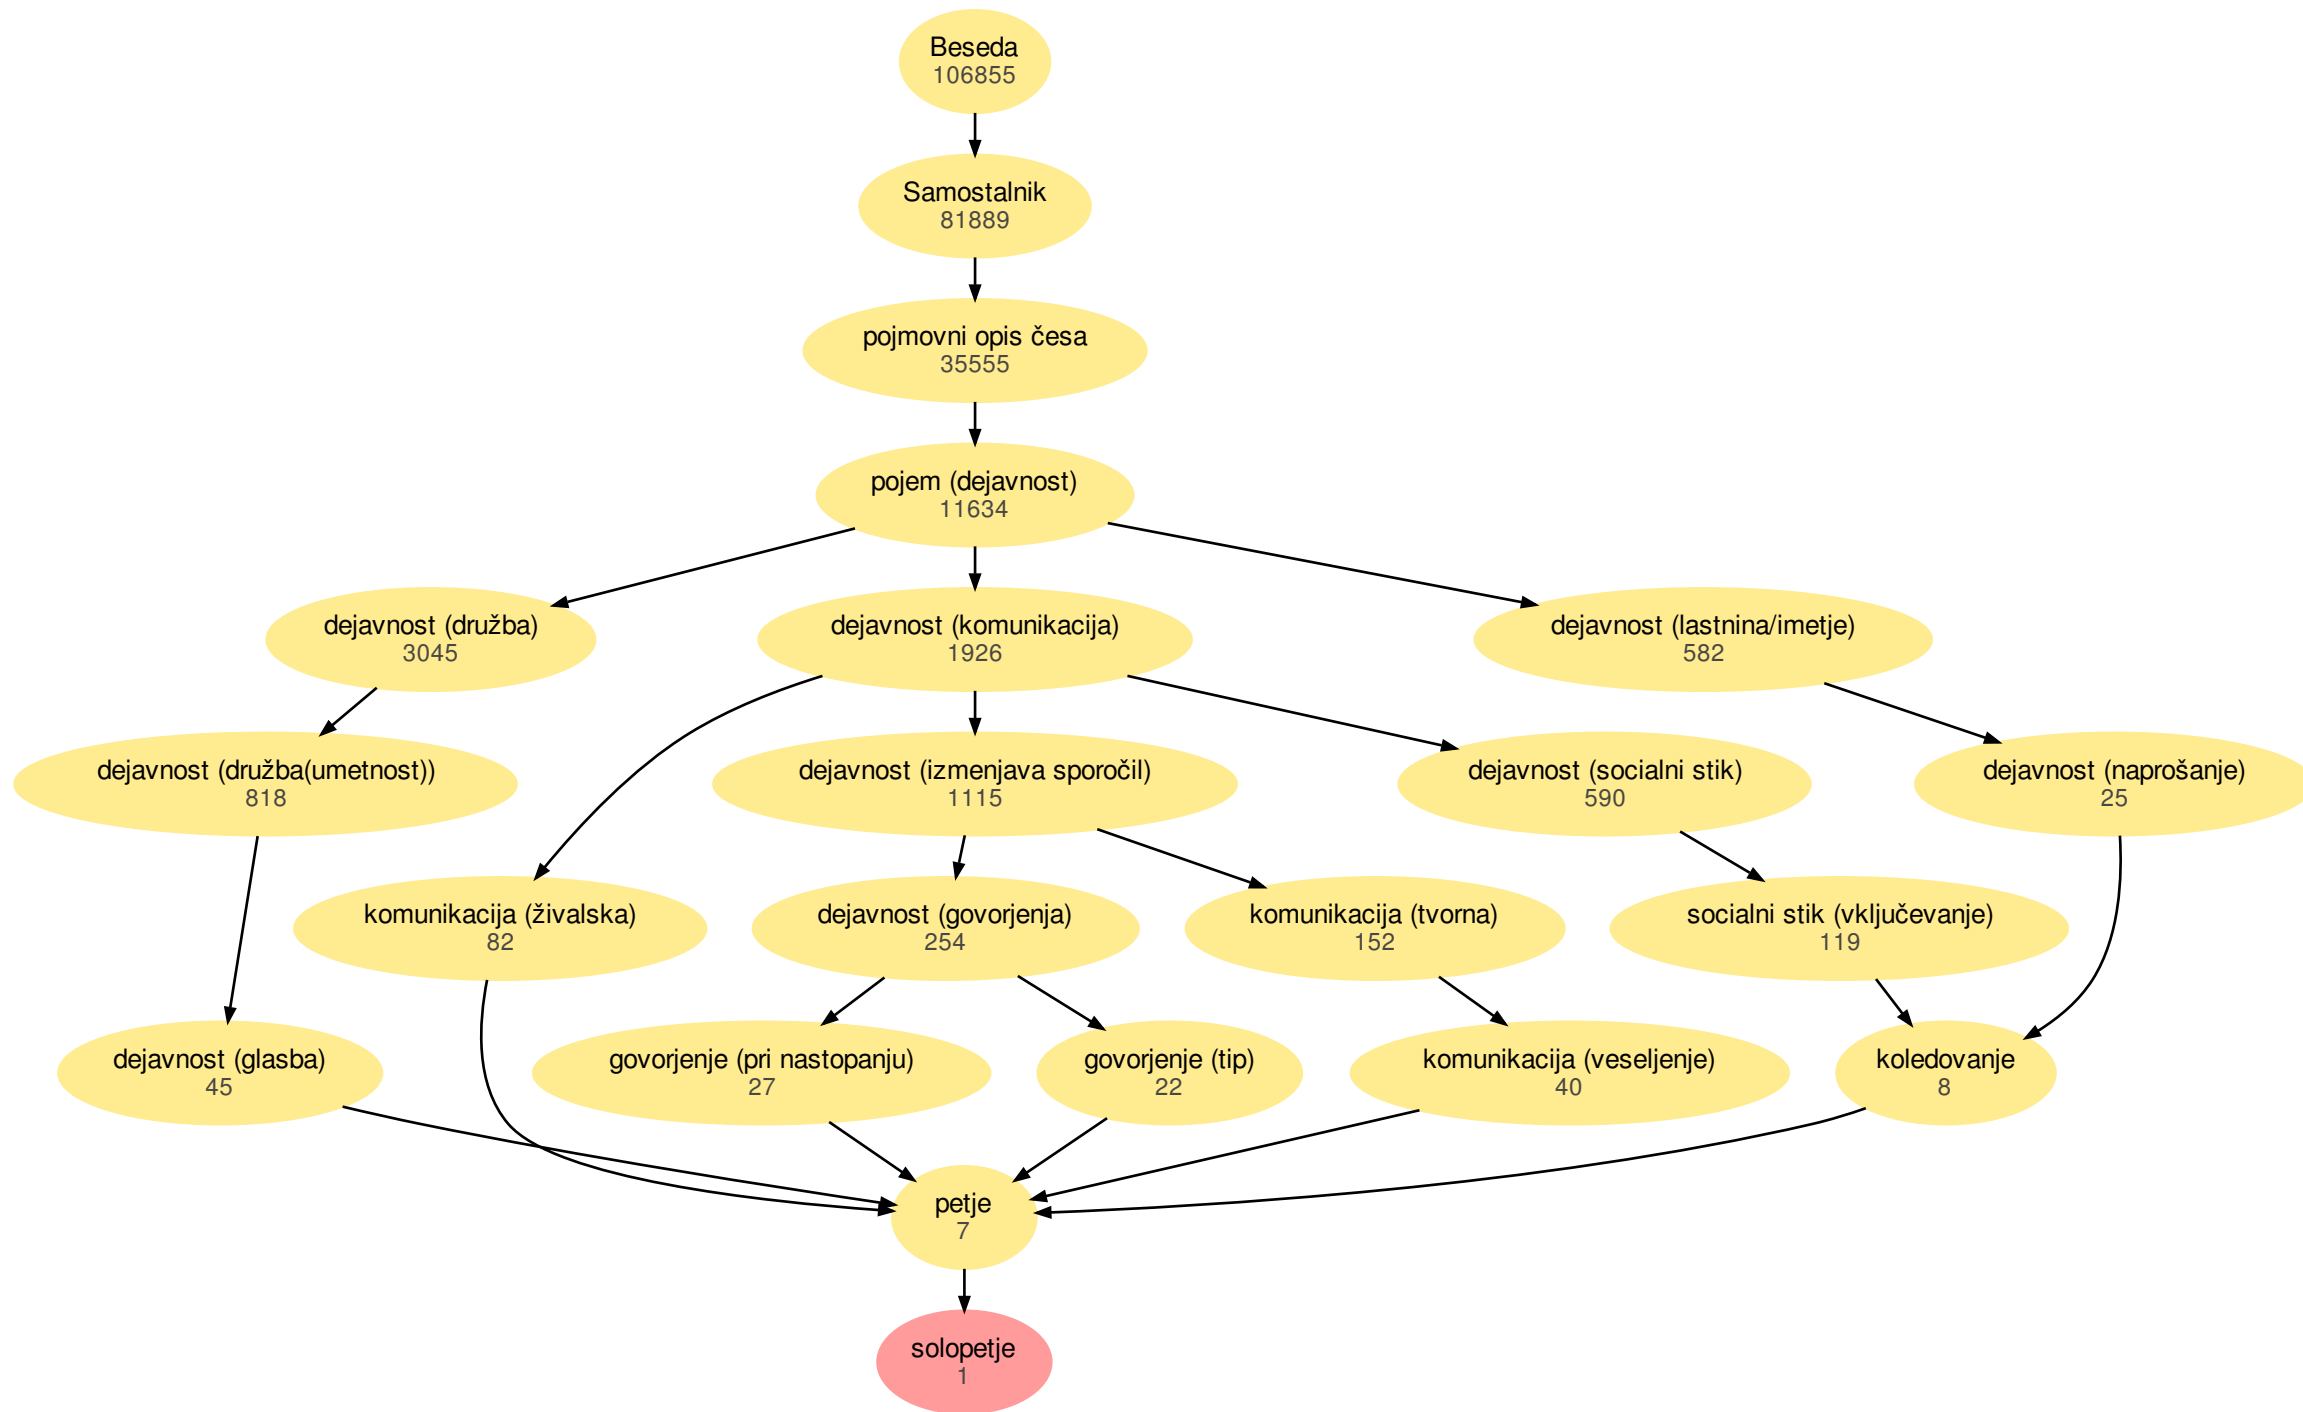 Beseda
106855
Samostalnik
81889
pojmovni opis česa
35555
pojem (dejavnost)
11634
dejavnost (družba)
3045
dejavnost (komunikacija)
1926
dejavnost (lastnina/imetje)
582
dejavnost (družba(umetnost))
818
dejavnost (izmenjava sporočil)
1115
dejavnost (socialni stik)
590
dejavnost (naprošanje)
25
komunikacija (živalska)
82
dejavnost (govorjenja)
254
komunikacija (tvorna)
152
socialni stik (vključevanje)
119
dejavnost (glasba)
45
govorjenje (pri nastopanju)
27
govorjenje (tip)
22
komunikacija (veseljenje)
40
koledovanje
8
petje
7
solopetje
1